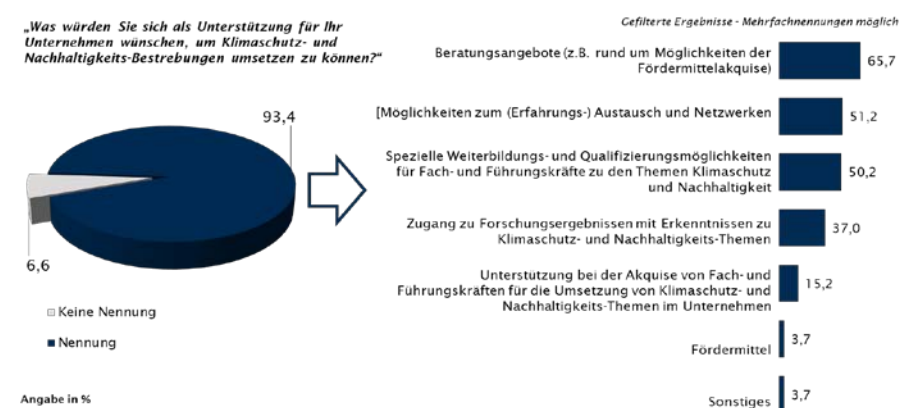 „Was würden Sie sich als Unterstützung für Ihr
Unternehmen wünschen, um Klimaschutz- und
Nachhaltigkeits-Bestrebungen umsetzen zu können?“
93,4
6,6
Keine Nennung
Nennung
Angabe in %
Gefilterte Ergebnisse - Mehrfachnennungen möglich
Beratungsangebote (z.B. rund um Möglichkeiten der
Fördermittelakquise)
65,7
[Möglichkeiten zum (Erfahrungs-) Austausch und Netzwerken
51,2
Spezielle Weiterbildungs- und Qualifizierungsmöglichkeiten
für Fach- und Führungskräfte zu den Themen Klimaschutz
und Nachhaltigkeit
50,2
Zugang zu Forschungsergebnissen mit Erkenntnissen zu
Klimaschutz- und Nachhaltigkeits-Themen
37,0
Unterstützung bei der Akquise von Fach- und
Führungskräften für die Umsetzung von Klimaschutz- und
Nachhaltigkeits-Themen im Unternehmen
15,2
Fördermittel
3,7
Sonstiges
3,7